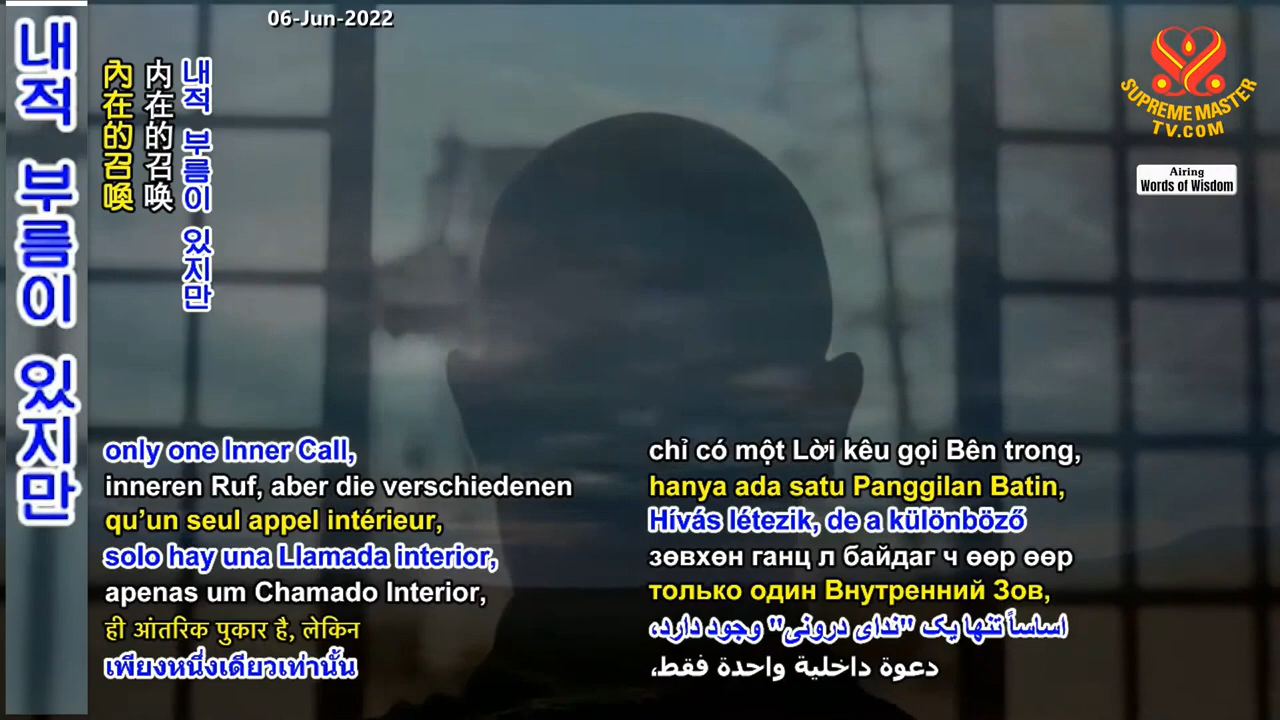 06-Jun-2022
내적 부름이 있지만
內在的召喚
内在的召唤
내적 부름이 있지만
SUPREME MASTER
TV.COM
Airing
Words of Wisdom
only one Inner Call,
inneren Ruf, aber die verschiedenen
qu’un seul appel intérieur,
solo hay una Llamada interior,
apenas um Chamado Interior,
ही आंतरिक पुकार है, लेकिन
เพียงหนึ่งเดียวเท่านั้น
chỉ có một Lời kêu gọi Bên trong,
hanya ada satu Panggilan Batin,
Hívás létezik, de a különböző
зөвхөн ганц л байдаг ч өөр өөр
только один Внутренний Зов,
اساساً تنها یک "ندای درونی" وجود دارد،
دعوة داخلية واحدة فقط،